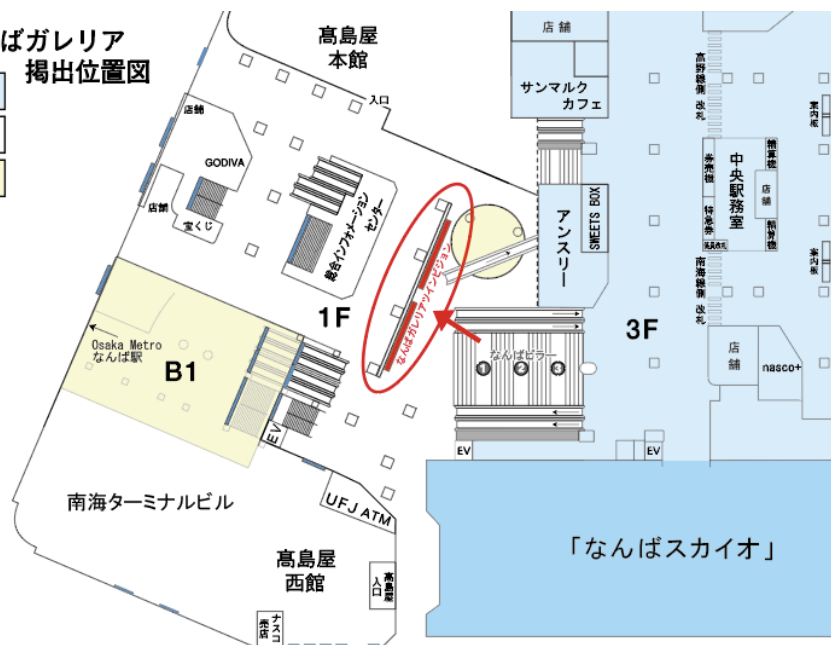 ばガレリア
掲出位置図
髙島屋
本館
入口
店舗
GODIVA
店舗
宝くじ
総合インフォメーション
センター
1F
なんばガレリアツインビジョン
Osaka Metro
なんば駅
B1
EV
南海ターミナルビル
UFJ ATM
髙島屋
西館
髙島屋
入口
ナスコ
売店
店舗
サンマルク
カフェ
アンスリー
SWEETS BOX
なんばピラー
①
②
③
EV
3F
EV
高野線側 改札
中央駅務室
券売機
特急券
精算機
店舗
精算機
案内板
案内板
南海線側 改札
店舗
nasco+
「なんばスカイオ」